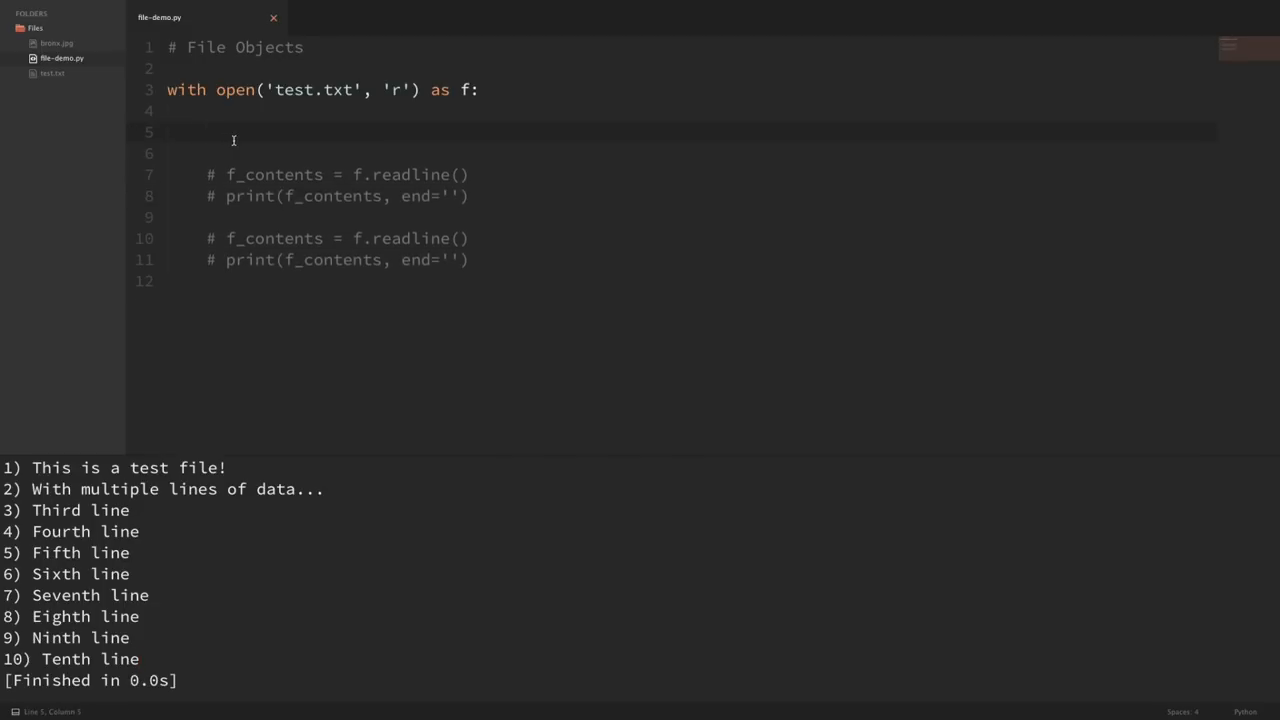 FOLDERS
Files
bronx.jpg
file-demo.py
test.txt
file-demo.py
1 # File Objects
2
3 with open('test.txt', 'r') as f:
4
5
6
7 # f_contents = f.readline()
8 # print(f_contents, end='')
9
10 # f_contents = f.readline()
11 # print(f_contents, end='')
12
1) This is a test file!
2) With multiple lines of data...
3) Third line
4) Fourth line
5) Fifth line
6) Sixth line
7) Seventh line
8) Eighth line
9) Ninth line
10) Tenth line
[Finished in 0.0s]
Line 5, Column 5
Spaces: 4
Python